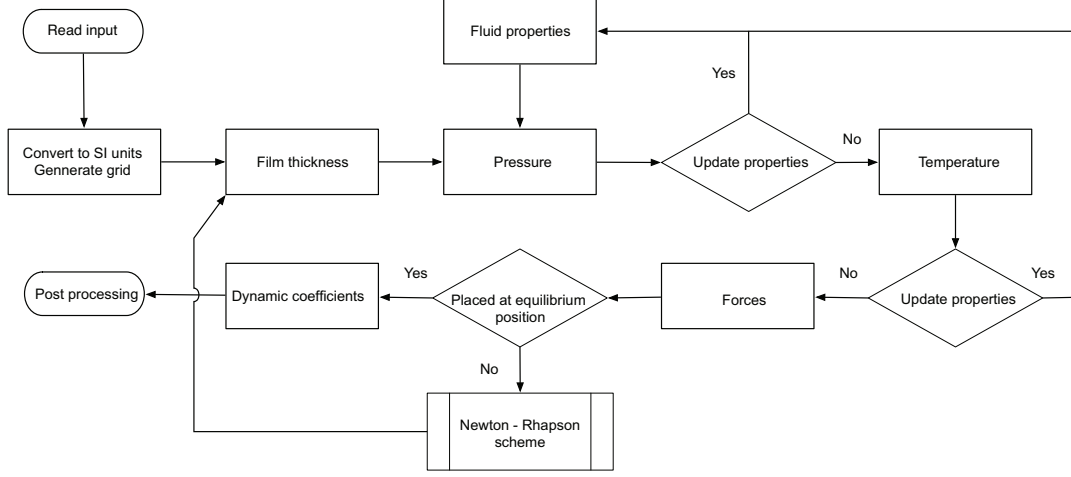 Read input
Fluid properties
Yes
Convert to SI units
Gennerate grid
Film thickness
Pressure
Update properties
No
Temperature
Post processing
Dynamic coefficients
Yes
Placed at equilibrium
position
Forces
No
Update properties
Yes
No
Newton - Rhapson
scheme